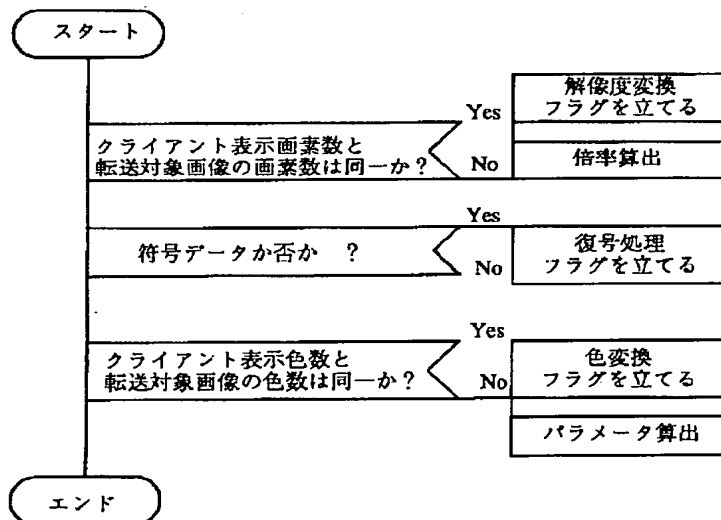 スタート
Yes
解像度変換
フラグを立てる
クライアント表示画素数と
転送対象画像の画素数は同一か?
No
倍率算出
Yes
符号データか否か ?
復号処理
フラグを立てる
No
Yes
クライアント表示色数と
転送対象画像の色数は同一か?
No
色変換
フラグを立てる
パラメータ算出
エンド